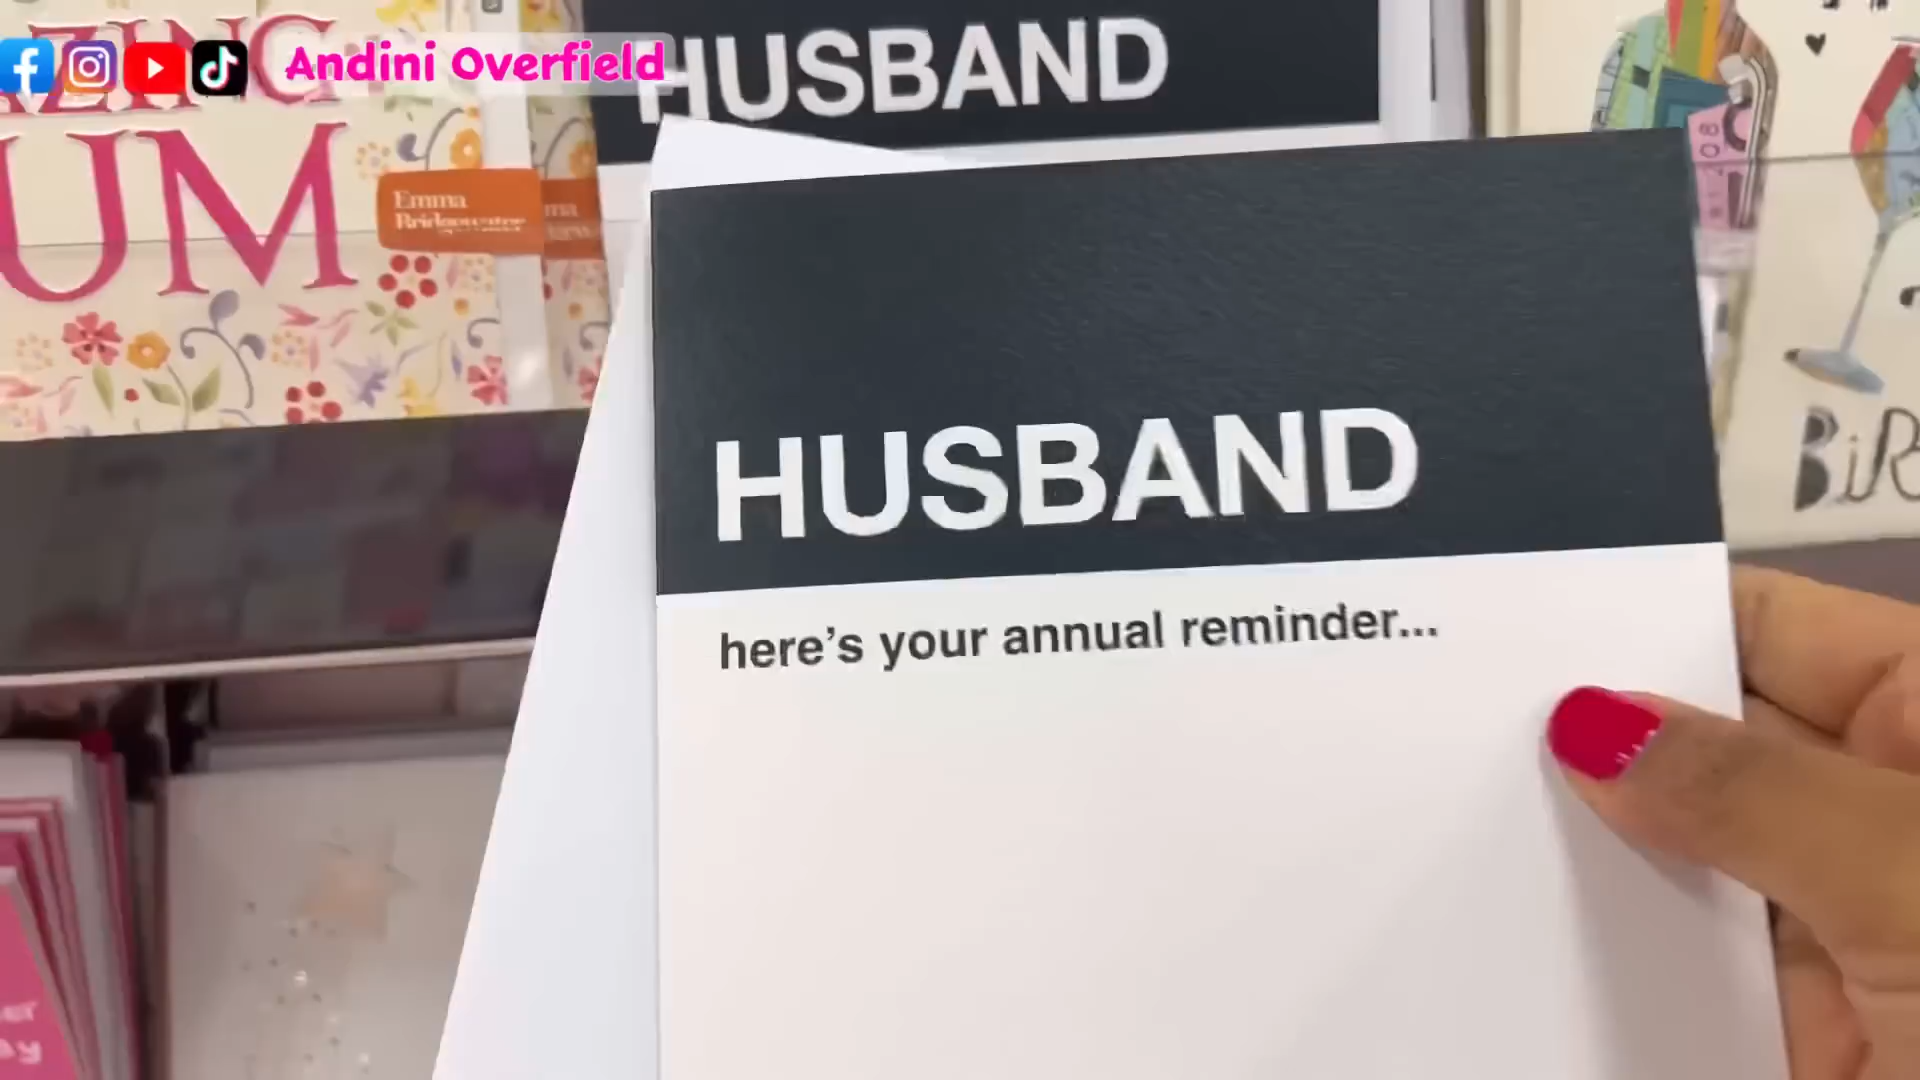 Andini Overfield
HUSBAND
UM
Emma
Bridgewater
HUSBAND
here's your annual reminder...